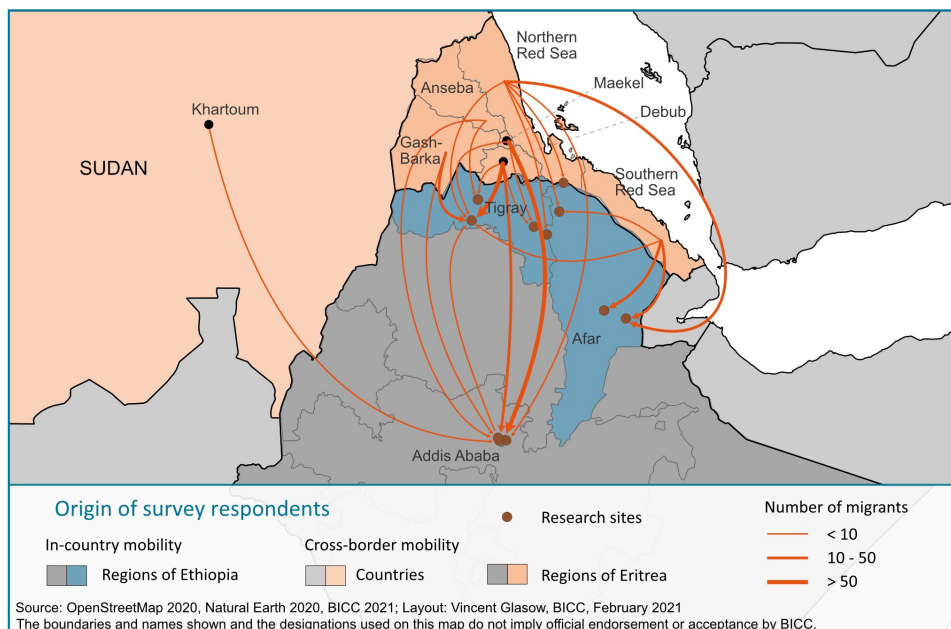 Northern
Red Sea
Maekel
Anseba
Khartoum
Debub
Gash-
Barka
SUDAN
Southern
Red Sea
Tigray
Afar
Addis Ababa
Origin of survey respondents
In-country mobility
Regions of Ethiopia
Cross-border mobility
Countries
Research sites
Regions of Eritrea
Number of migrants
< 10
10 - 50
> 50
Source: OpenStreetMap 2020, Natural Earth 2020, BICC 2021; Layout: Vincent Glasow, BICC, February 2021
The boundaries and names shown and the designations used on this map do not imply official endorsement or acceptance by BICC.